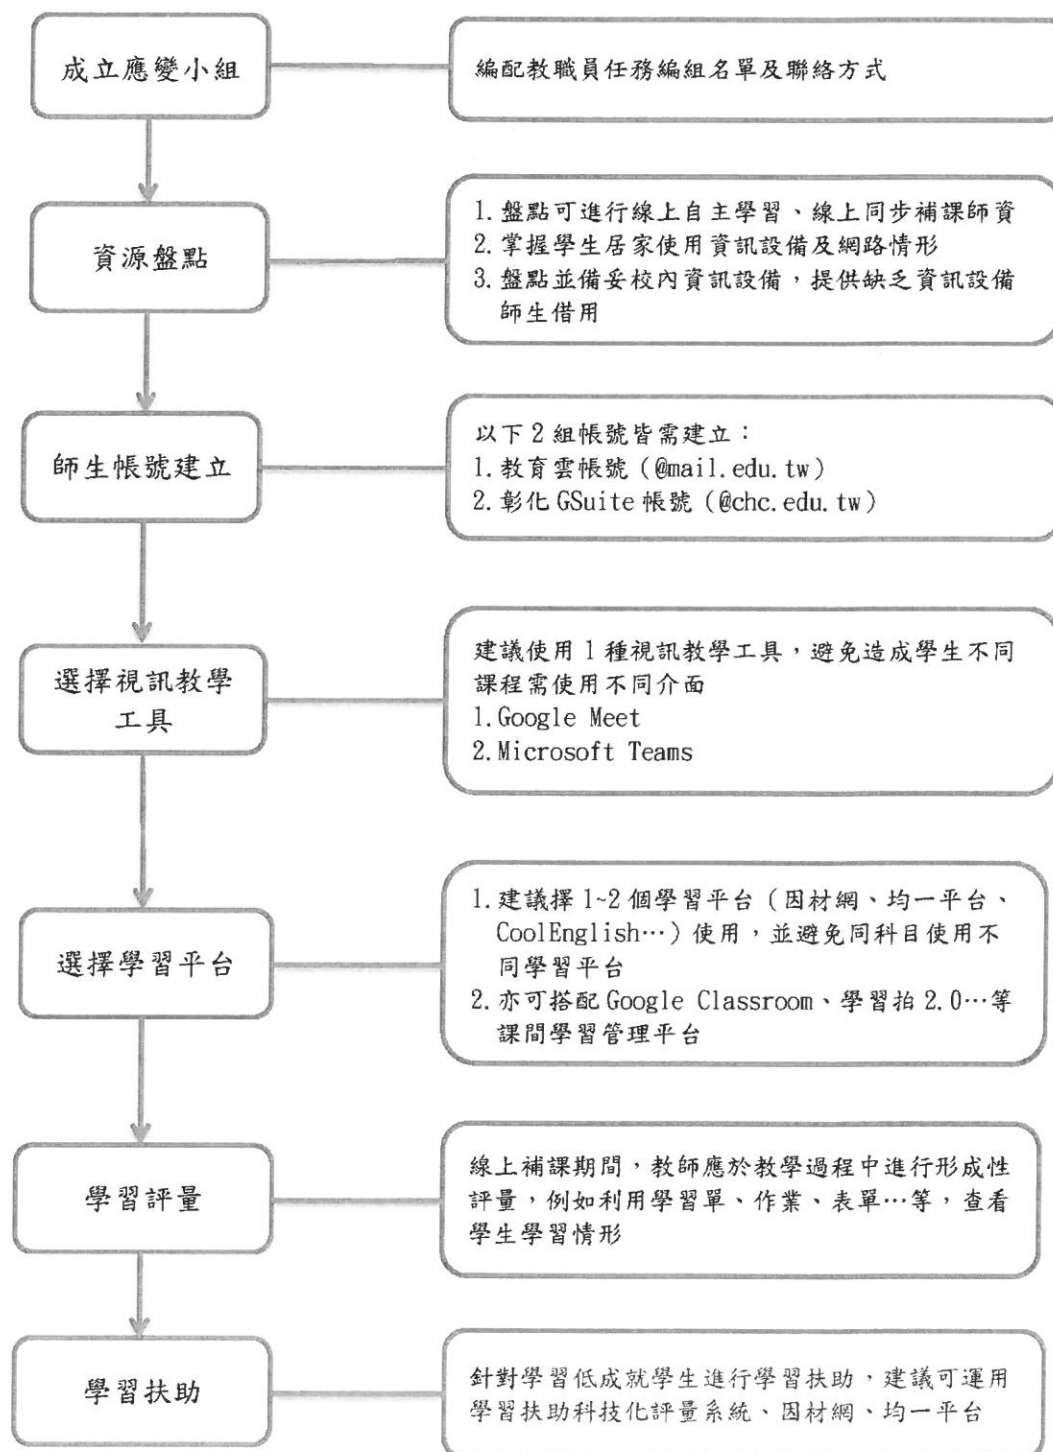 成立應變小組
編配教職員任務編組名單及聯絡方式
資源盤點
1.盤點可進行線上自主學習、線上同步補課師資
2.掌握學生居家使用資訊設備及網路情形
3.盤點並備妥校內資訊設備，提供缺乏資訊設備
師生借用
師生帳號建立
以下2組帳號皆需建立：
1.教育雲帳號（@mail.edu.tw）
2.彰化GSuite帳號（@chc.edu.tw）
選擇視訊教學
工具
建議使用1種視訊教學工具，避免造成學生不同
課程需使用不同介面
1.Google Meet
2.Microsoft Teams
選擇學習平台
1.建議擇1~2個學習平台（因材網、均一平台、
CoolEnglish…）使用，並避免同科目使用不
同學習平台
2.亦可搭配Google Classroom、學習拍2.0…等
課間學習管理平台
學習評量
線上補課期間，教師應於教學過程中進行形成性
評量，例如利用學習單、作業、表單…等，查看
學生學習情形
學習扶助
針對學習低成就學生進行學習扶助，建議可運用
學習扶助科技化評量系統、因材網、均一平台